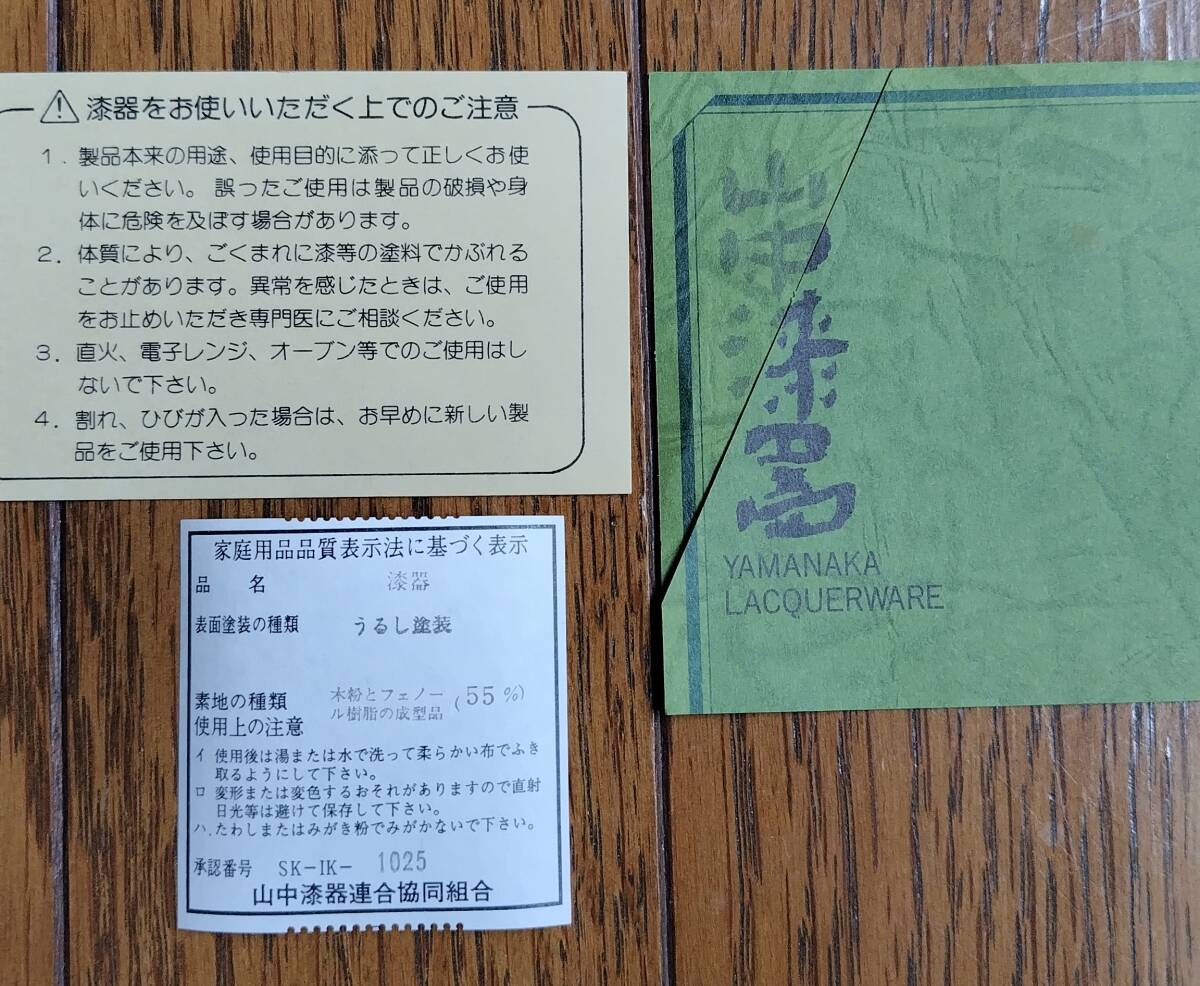 ⚠ 漆器をお使いいただく上でのご注意
1. 製品本来の用途、使用目的に添って正しくお使
いください。誤ったご使用は製品の破損や身
体に危険を及ぼす場合があります。
2. 体質により、ごくまれに漆等の塗料でかぶれる
ことがあります。異常を感じたときは、ご使用
をお止めいただき専門医にご相談ください。
3. 直火、電子レンジ、オーブン等でのご使用はし
ないで下さい。
4. 割れ、ひびが入った場合は、お早めに新しい製
品をご使用下さい。
家庭用品品質表示法に基づく表示
品 名 漆器
表面塗装の種類 うるし塗装
素地の種類 木粉とフェノー
ル樹脂の成型品 (55%)
使用上の注意
イ 使用後は湯または水で洗って柔らかい布でふき
取るようにして下さい。
ロ 変形または変色するおそれがありますので直射
日光等は避けて保存して下さい。
ハ.たわしまたはみがき粉でみがかないで下さい。
承認番号 SK-IK- 1025
山中漆器連合協同組合
山中漆器
YAMANAKA
LACQUERWARE